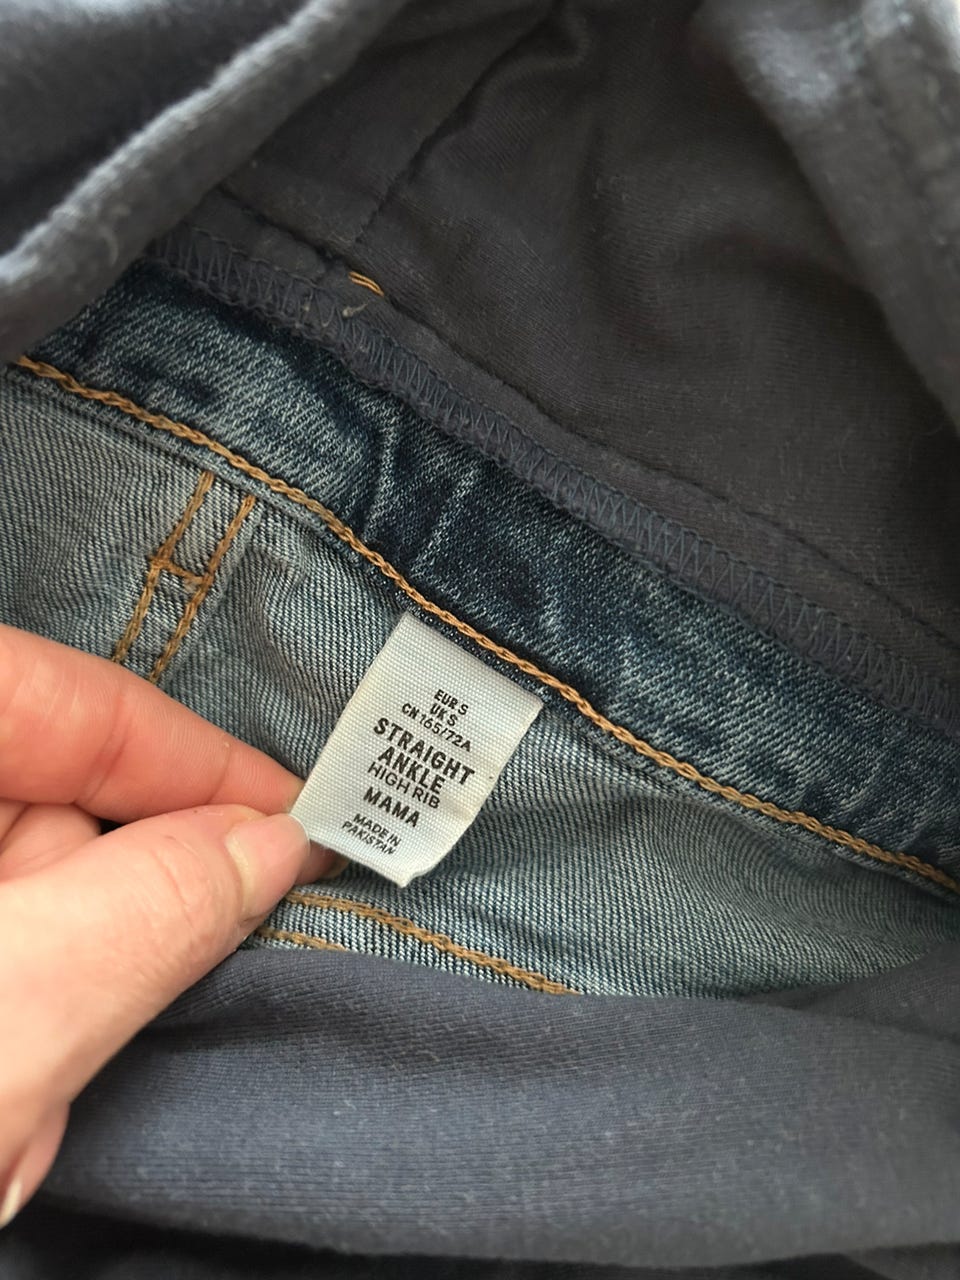 EUR S
UK S
CN 165/72A
STRAIGHT
ANKLE
HIGH RIB
MAMA
MADE IN
PAKISTAN